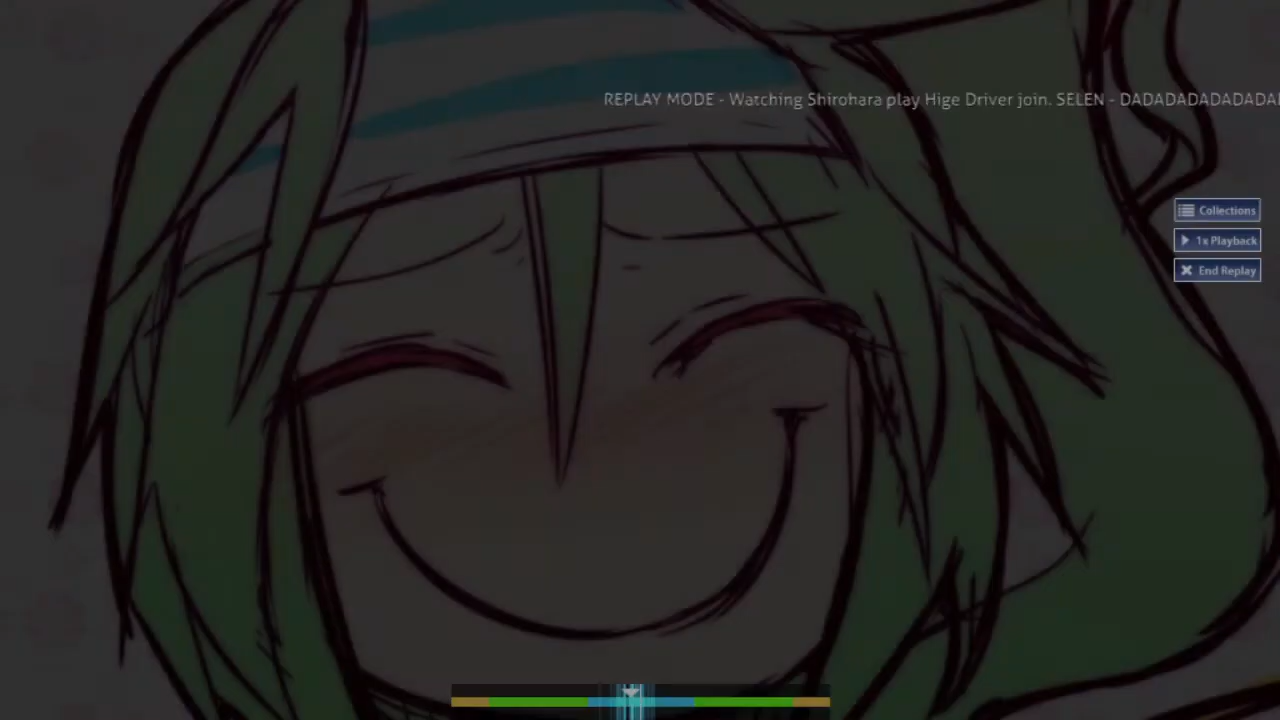 REPLAY MODE - Watching Shirohara play Hige Driver join. SELEN - DADADADADADADA
Collections
1x Playback
End Replay